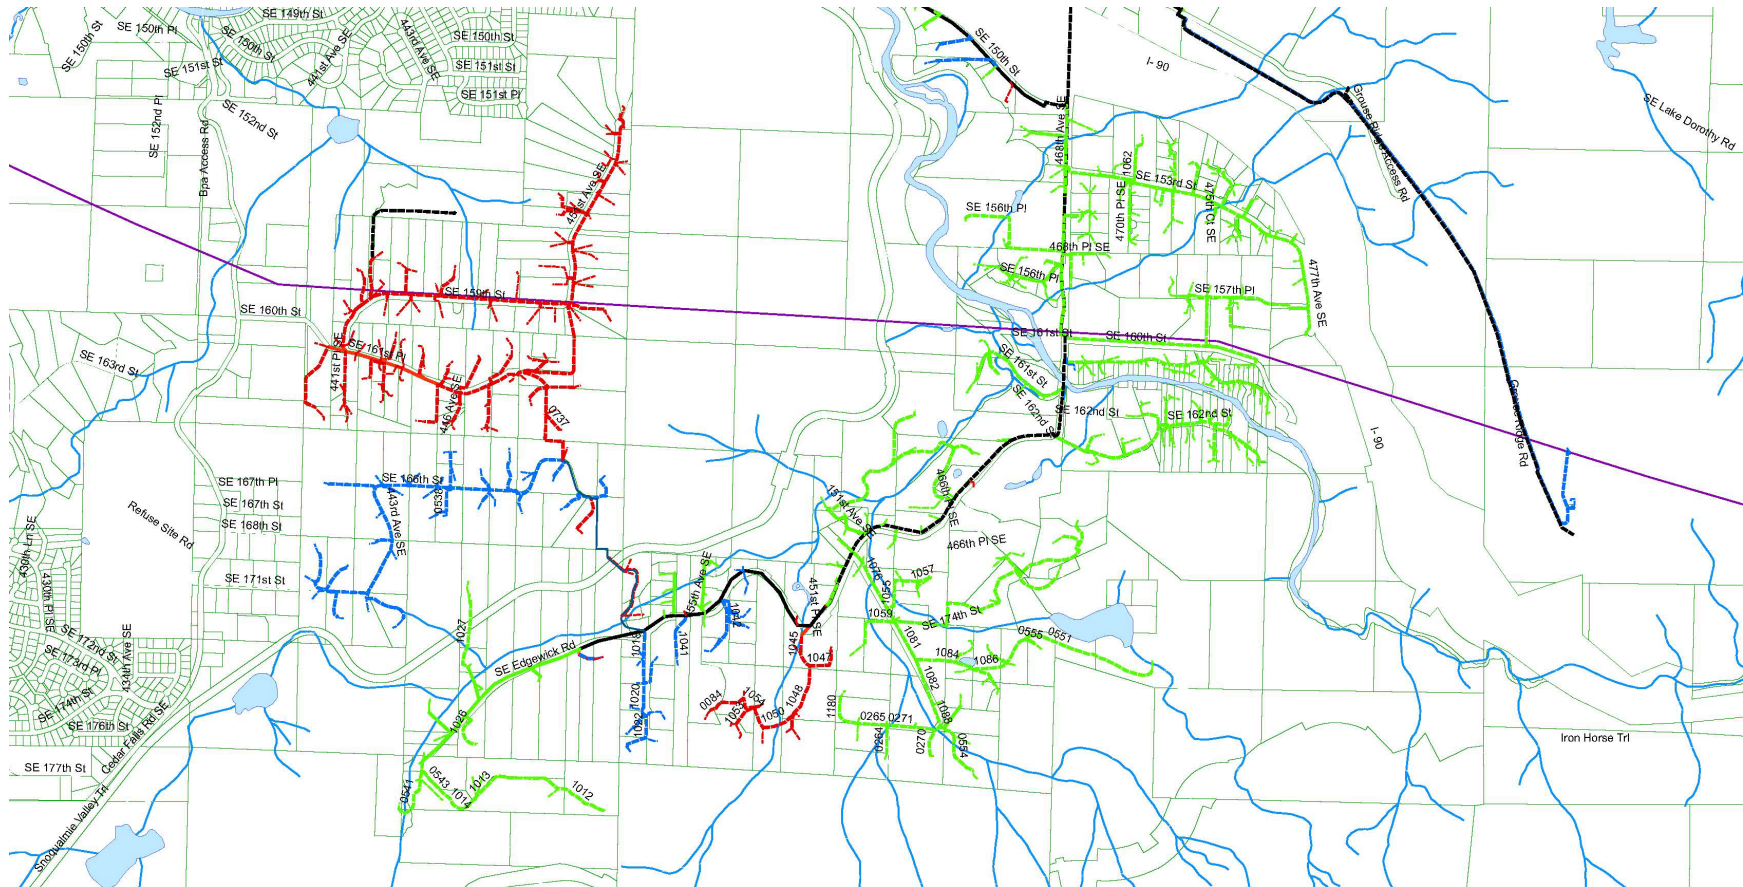 SE 149th St
SE 150th St
SE 150th Pl
SE 150th St
441st Ave SE
443rd Ave SE
SE 150th St
SE 151st St
SE 151st St
SE 151st Pl
SE 152nd Pl
SE 152nd St
Bpa Access Rd
SE 150th St
I- 90
468th Ave SE
Grouse Ridge Access Rd
SE Lake Dorothy Rd
451st Ave SE
1062
SE 153rd St
470th Pl SE
475th Ct SE
SE 156th Pl
468th Pl SE
SE 156th Pl
477th Ave SE
SE 157th Pl
SE 159th St
SE 160th St
SE 161st St
SE 160th St
SE 161st Pl
441st Pl SE
SE 163rd St
446 Ave SE
SE 161st St
SE 162nd St
SE 162nd St
SE 162nd St
Grouse Ridge Rd
I- 90
0737
SE 167th Pl
SE 166th St
0538
443rd Ave SE
SE 167th St
SE 168th St
Refuse Site Rd
430th Ln SE
466th Pl SE
151st Ave SE
466th Pl SE
SE 171st St
430th Pl SE
455th Ave SE
451st Pl SE
1076
1057
1059
SE 174th St
1081
0555
0551
1084
1086
1082
1088
1027
1018
1041
1042
1045
1047
SE Edgewick Rd
SE 172nd St
SE 173rd Pl
434th Ave SE
SE 174th St
SE 176th St
1020
1022
0084
1054
1050
1048
1180
0265
0271
0264
0270
0554
1026
Iron Horse Trl
SE 177th St
Cedar Falls Rd SE
Snoqualmie Valley Trl
0541
0543
1014
1013
1012